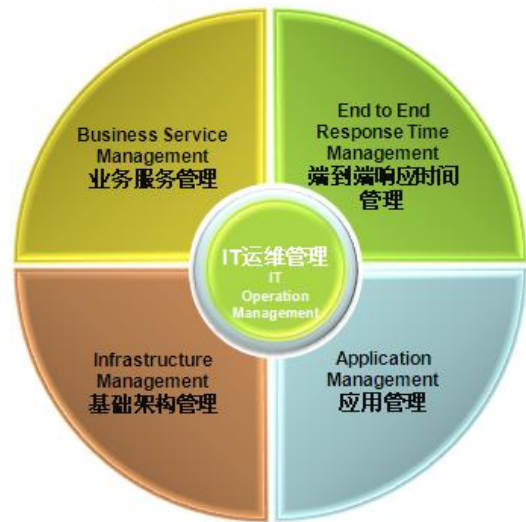 Business Service
Management
业务服务管理
End to End
Response Time
Management
端到端响应时间
管理
IT运维管理
IT
Operation
Management
Infrastructure
Management
基础架构管理
Application
Management
应用管理